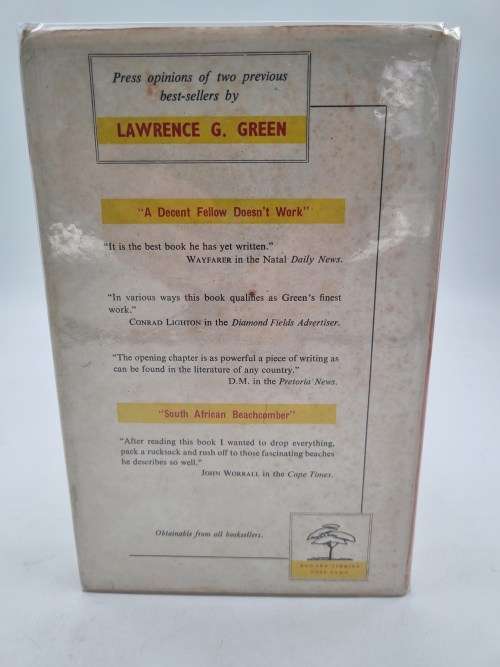 Press opinions of two previous
best-sellers by
LAWRENCE G. GREEN
"A Decent Fellow Doesn't Work"
"It is the best book he has yet written."
WAYFARER in the Natal Daily News.
"In various ways this book qualifies as Green's finest
work."
CONRAD LIGHTON in the Diamond Fields Advertiser.
"The opening chapter is as powerful a piece of writing as
can be found in the literature of any country."
D.M. in the Pretoria News.
"South African Beachcomber"
"After reading this book I wanted to drop everything,
pack a rucksack and rush off to those fascinating beaches
he describes so well."
JOHN WORRALL in the Cape Times.
Obtainable from all booksellers.
HOWARD TIMMINS
CAPE TOWN